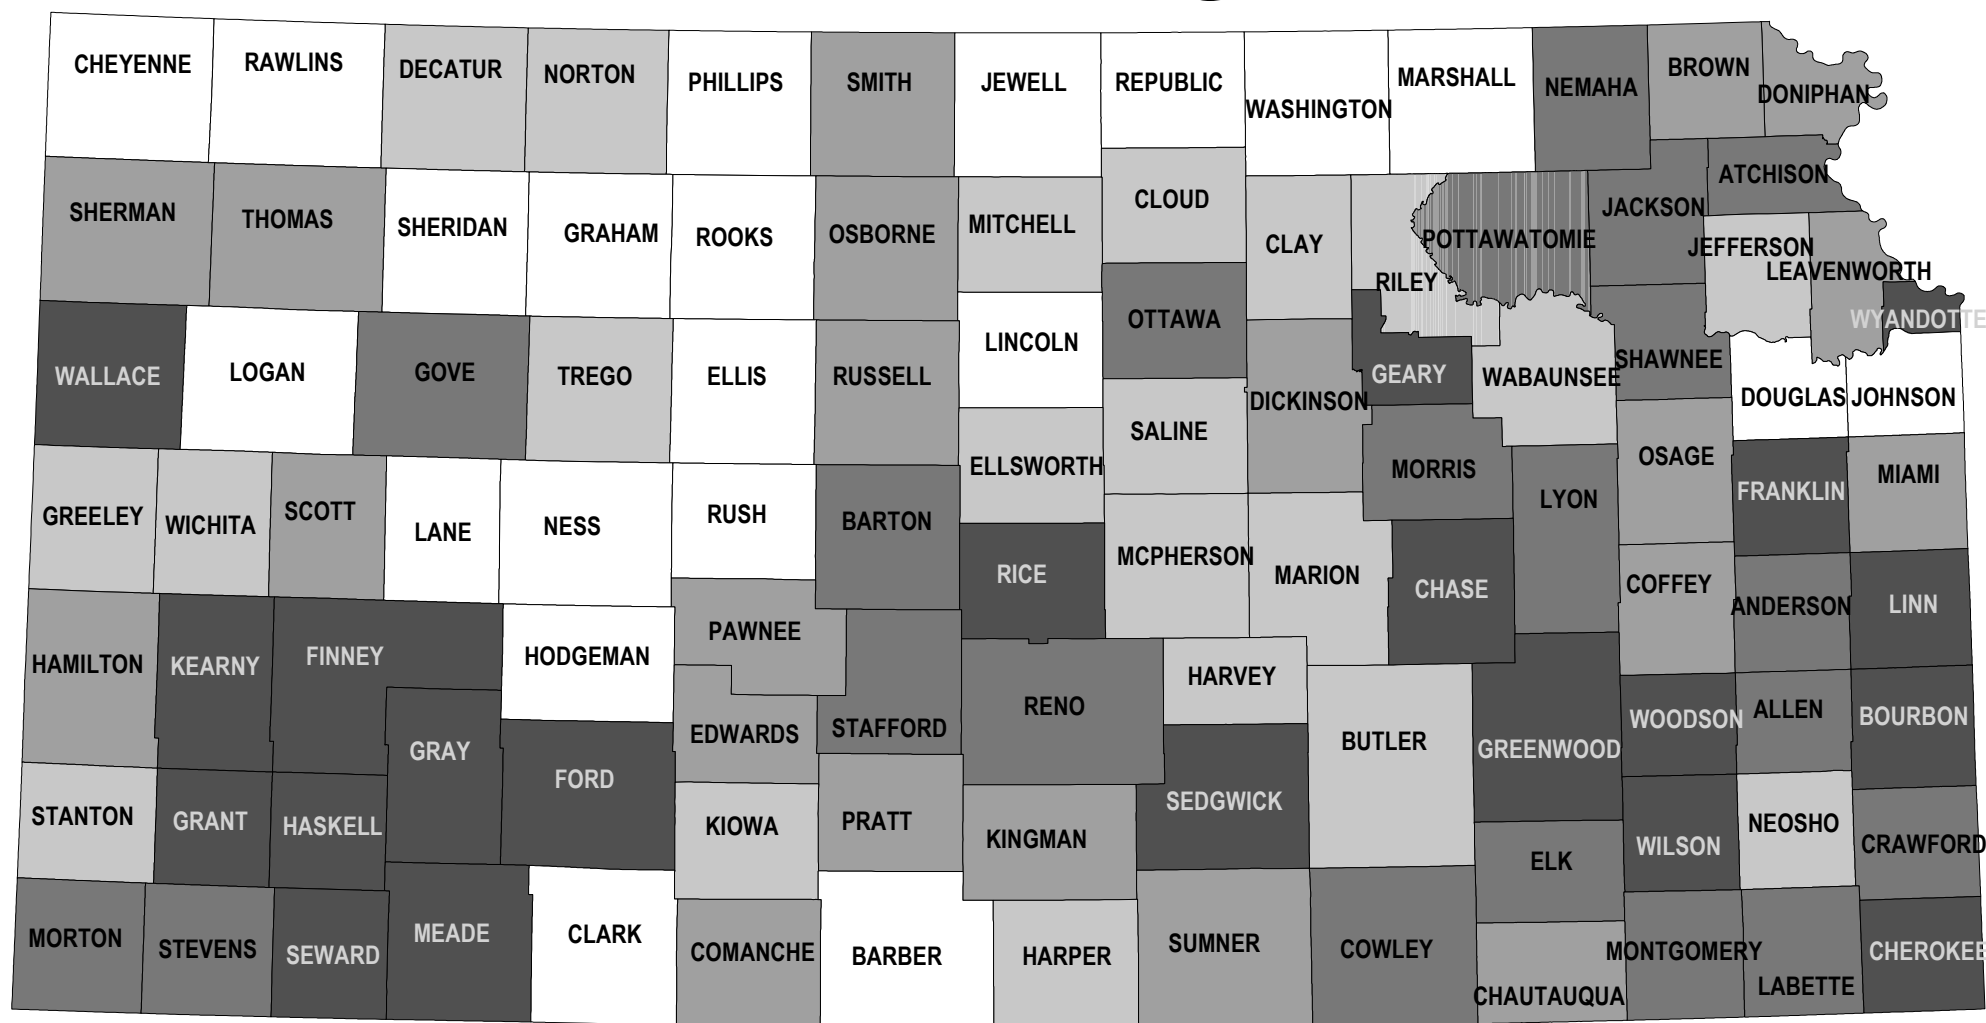 CHEYENNE
RAWLINS
DECATUR
NORTON
PHILLIPS
SMITH
JEWELL
REPUBLIC
WASHINGTON
MARSHALL
NEMAHA
BROWN
DONIPHAN
SHERMAN
THOMAS
SHERIDAN
GRAHAM
ROOKS
OSBORNE
MITCHELL
CLOUD
CLAY
RILEY
POTTAWATOMIE
JACKSON
ATCHISON
JEFFERSON
LEAVENWORTH
WYANDOTTE
WALLACE
LOGAN
GOVE
TREGO
ELLIS
RUSSELL
LINCOLN
OTTAWA
SALINE
DICKINSON
GEARY
WABAUNSEE
SHAWNEE
DOUGLAS
JOHNSON
GREELEY
WICHITA
SCOTT
LANE
NESS
RUSH
BARTON
ELLSWORTH
RICE
MCPHERSON
MARION
MORRIS
CHASE
LYON
OSAGE
COFFEY
FRANKLIN
MIAMI
ANDERSON
LINN
HAMILTON
KEARNY
FINNEY
HODGEMAN
PAWNEE
EDWARDS
STAFFORD
RENO
HARVEY
SEDGWICK
BUTLER
GREENWOOD
WOODSON
ALLEN
BOURBON
STANTON
GRANT
HASKELL
GRAY
FORD
KIOWA
PRATT
KINGMAN
ELK
WILSON
NEOSHO
CRAWFORD
MORTON
STEVENS
SEWARD
MEADE
CLARK
COMANCHE
BARBER
HARPER
SUMNER
COWLEY
CHAUTAUQUA
MONTGOMERY
LABETTE
CHEROKEE